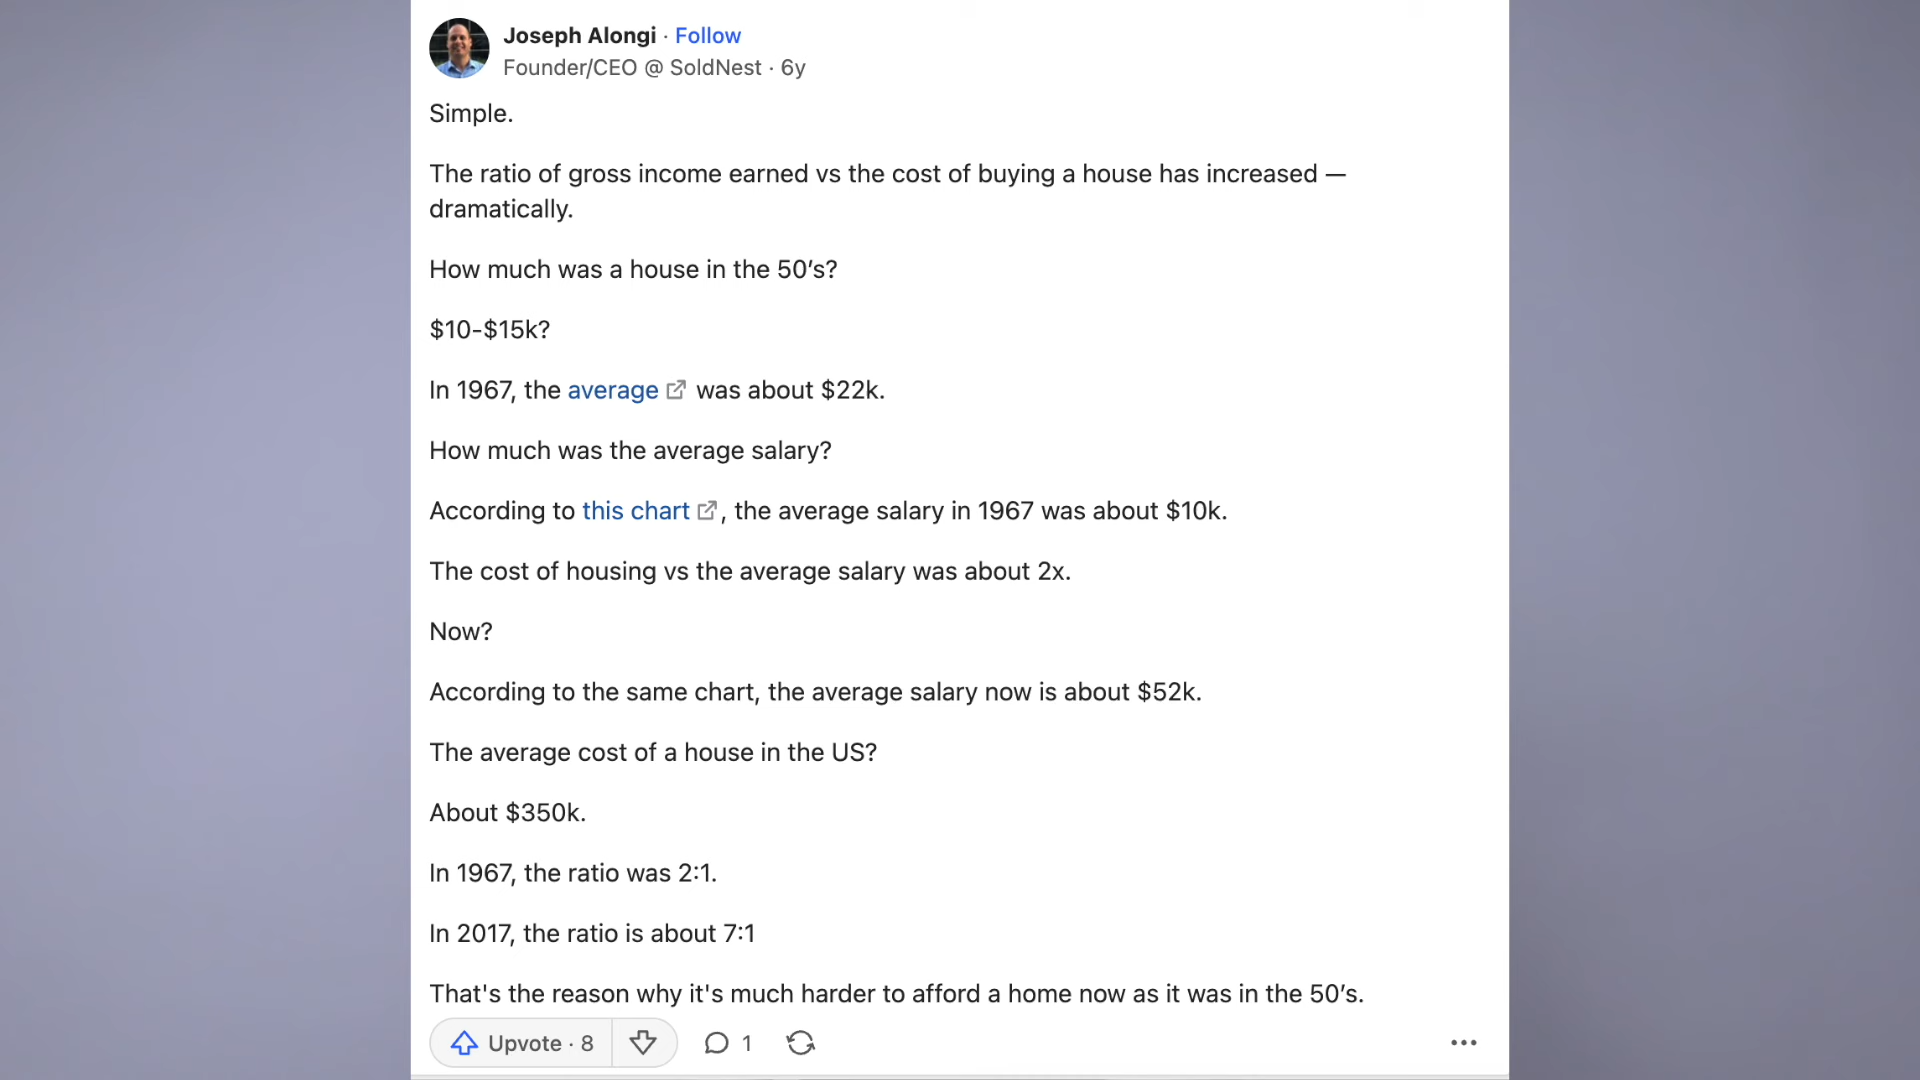 Joseph Alongi · Follow
Founder/CEO @ SoldNest · 6y
Simple.
The ratio of gross income earned vs the cost of buying a house has increased —
dramatically.
How much was a house in the 50’s?
$10-$15k?
In 1967, the average was about $22k.
How much was the average salary?
According to this chart, the average salary in 1967 was about $10k.
The cost of housing vs the average salary was about 2x.
Now?
According to the same chart, the average salary now is about $52k.
The average cost of a house in the US?
About $350k.
In 1967, the ratio was 2:1.
In 2017, the ratio is about 7:1
That's the reason why it's much harder to afford a home now as it was in the 50’s.
Upvote · 8 1